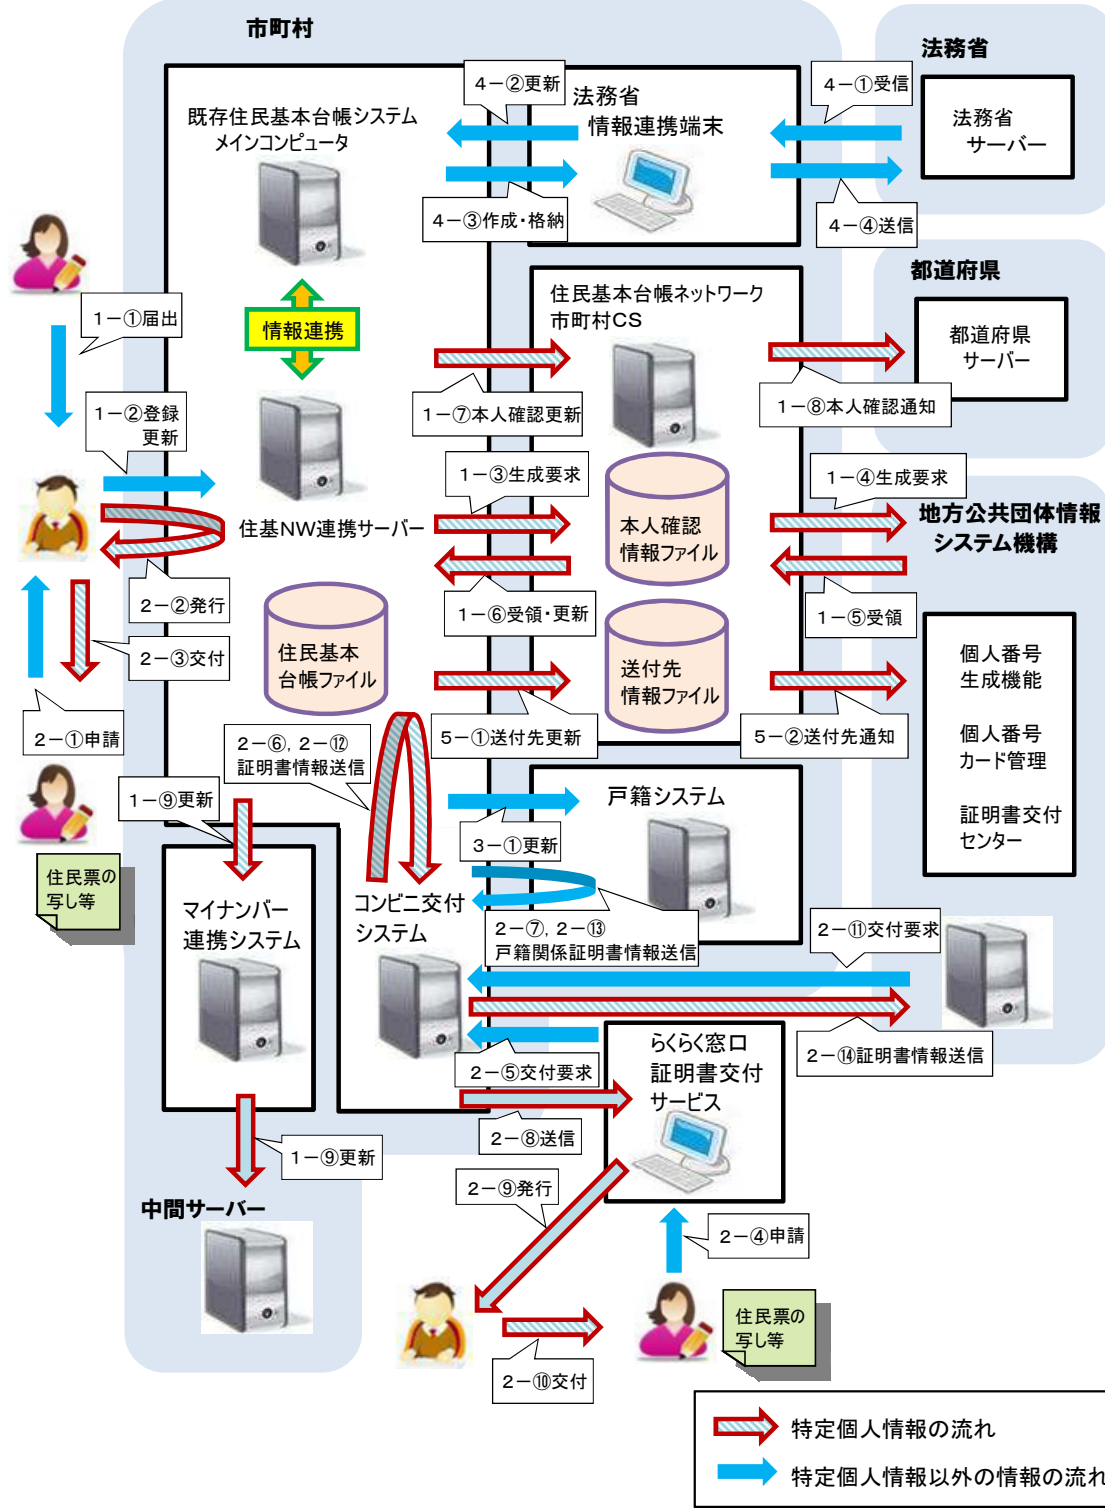 市町村
法務省
4－②更新
法務省
情報連携端末
4－①受信
法務省
サーバー
既存住民基本台帳システム
メインコンピュータ
4－③作成・格納
4－④送信
都道府県
住民基本台帳ネットワーク
市町村CS
1－①届出
情報連携
都道府県
サーバー
1－②登録
更新
1－⑦本人確認更新
1－⑧本人確認通知
1－③生成要求
1－④生成要求
住基NW連携サーバー
本人確認
情報ファイル
地方公共団体情報
システム機構
2－②発行
1－⑥受領・更新
1－⑤受領
2－③交付
住民基本
台帳ファイル
送付先
情報ファイル
個人番号
生成機能
個人番号
カード管理
証明書交付
センター
2－①申請
2－⑥，2－⑫
証明書情報送信
5－①送付先更新
5－②送付先通知
1－⑨更新
戸籍システム
3－①更新
住民票の
写し等
マイナンバー
連携システム
コンビニ交付
システム
2－⑦，2－⑬
戸籍関係証明書情報送信
2－⑪交付要求
2－⑤交付要求
らくらく窓口
証明書交付
サービス
2－⑭証明書情報送信
2－⑧送信
1－⑨更新
2－⑨発行
中間サーバー
2－④申請
住民票の
写し等
2－⑩交付
特定個人情報の流れ
特定個人情報以外の情報の流れ